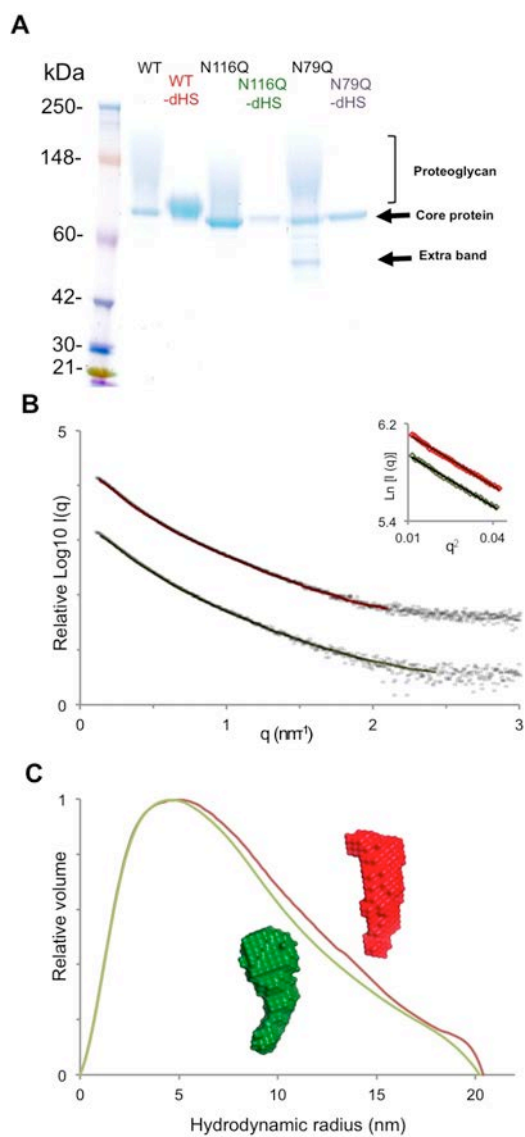 A
kDa
WT
WT
-dHS
N116Q
N116Q
-dHS
N79Q
N79Q
-dHS
250-
148-
60-
42-
30-
21-
Proteoglycan
Core protein
Extra band
B
5
Relative Log10 I(q)
0
0
1
2
3
q (nm-1)
6.2
Ln [I (q)]
5.4
0.01
0.04
q2
C
1
Relative volume
0
0
5
10
15
20
Hydrodynamic radius (nm)